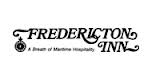 FREDERICTON
INN
A Breath of Maritime Hospitality